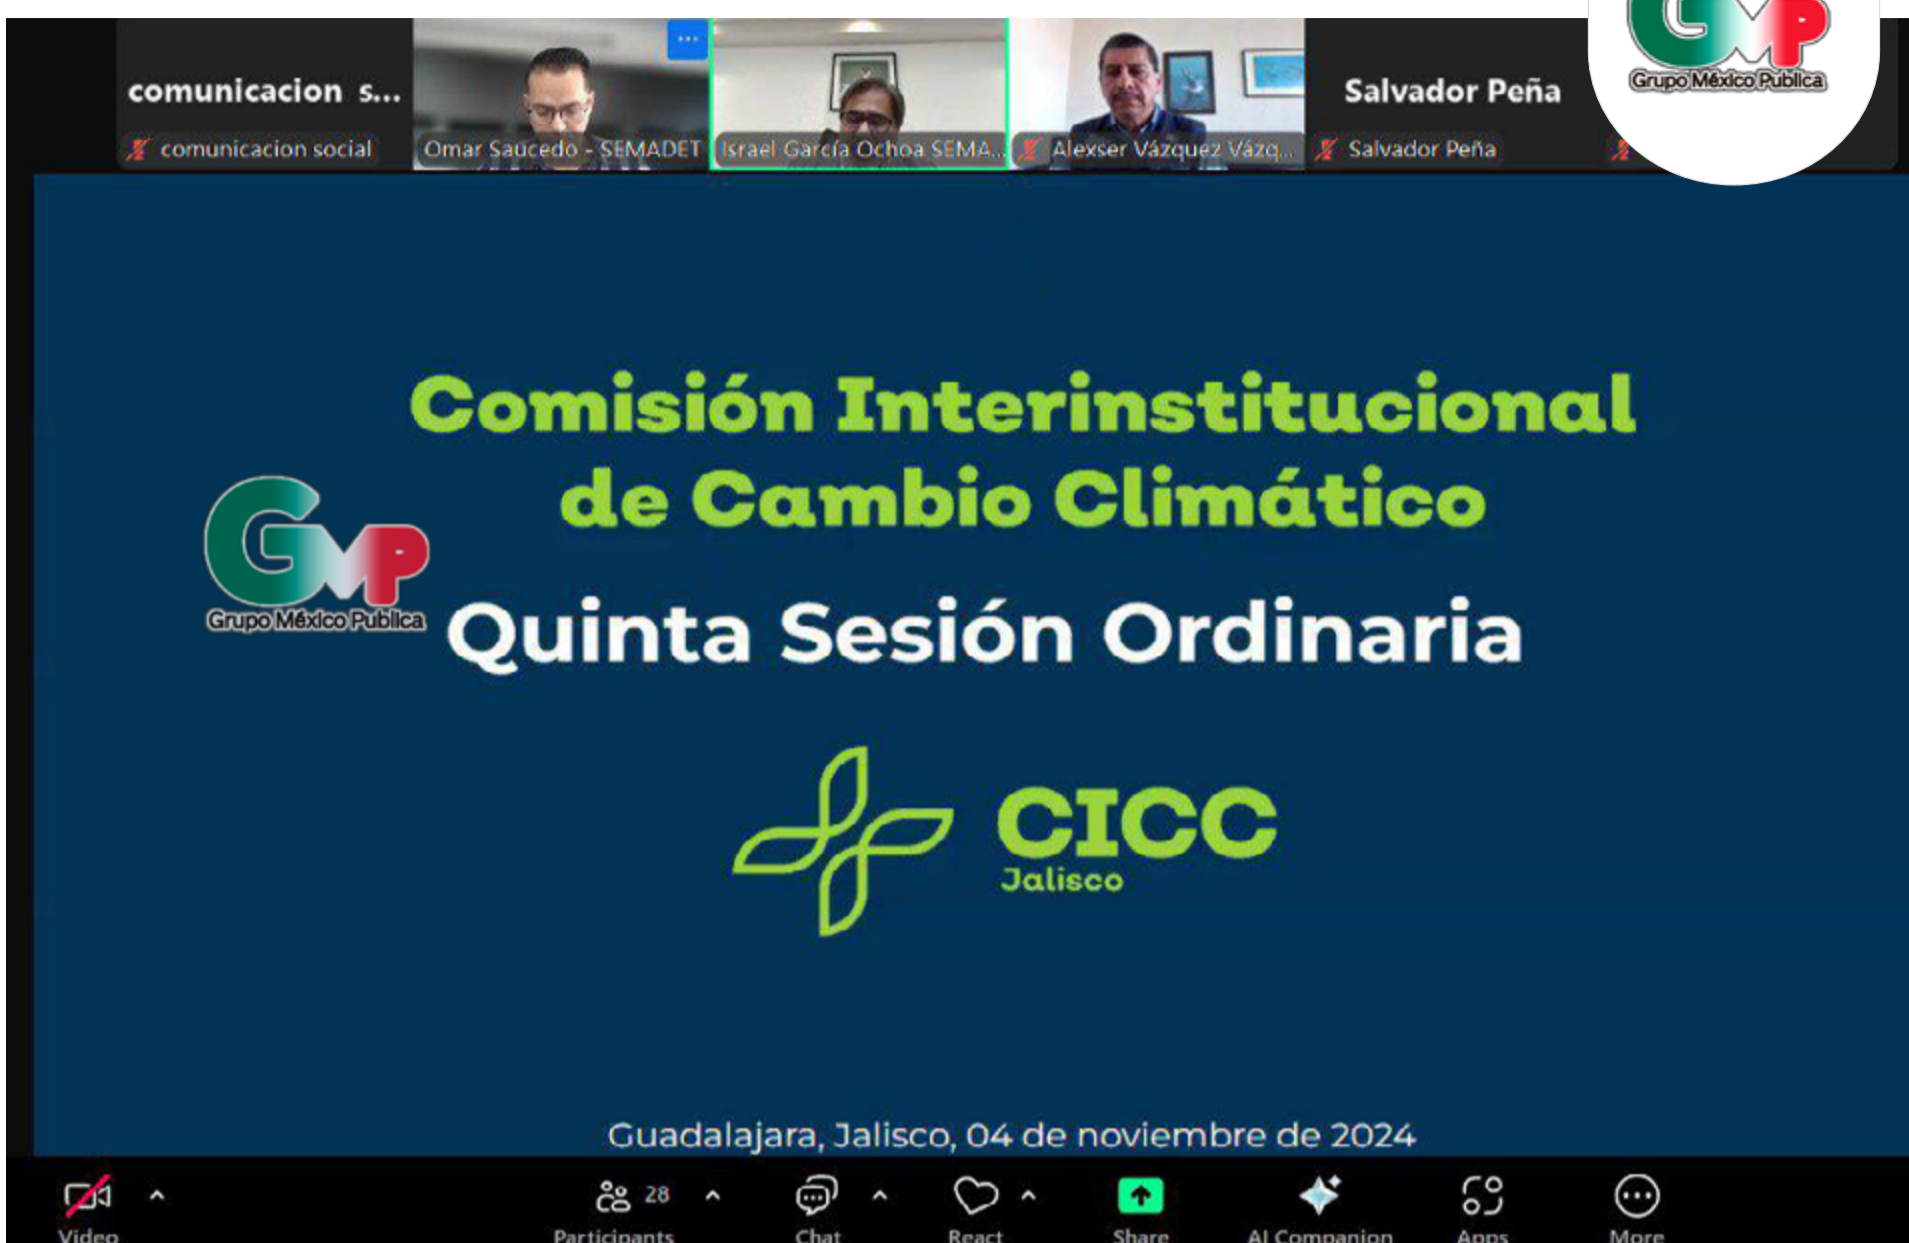 comunicacion s...
comunicacion social
Omar Saucedo - SEMADET
Israel García Ochoa SEMA...
Alexser Vázquez Vázq...
Salvador Peña
Salvador Peña
GMP
Grupo México Publica
Comisión Interinstitucional
de Cambio Climático
GMP
Grupo México Publica
Quinta Sesión Ordinaria
CICC
Jalisco
Guadalajara, Jalisco, 04 de noviembre de 2024
28
Video
Participants
Chat
React
Share
AI Companion
Apps
More